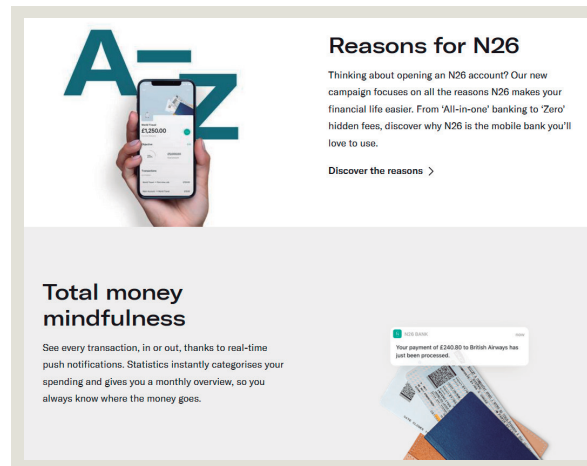 A–Z
£1,250.00
Reasons for N26
Thinking about opening an N26 account? Our new
campaign focuses on all the reasons N26 makes your
financial life easier. From ‘All-in-one’ banking to ‘Zero’
hidden fees, discover why N26 is the mobile bank you’ll
love to use.
Discover the reasons >
Total money
mindfulness
See every transaction, in or out, thanks to real-time
push notifications. Statistics instantly categorises your
spending and gives you a monthly overview, so you
always know where the money goes.
N26 BANK
now
Your payment of £240.80 to British Airways has
just been processed.